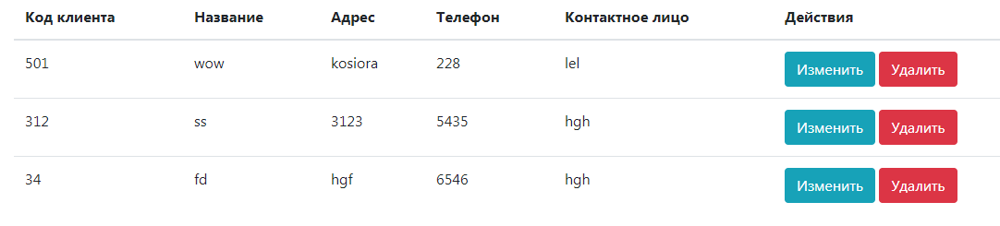 Код клиента Название Адрес Телефон Контактное лицо Действия
501 wow kosiora 228 lel Изменить Удалить
312 ss 3123 5435 hgh Изменить Удалить
34 fd hgf 6546 hgh Изменить Удалить